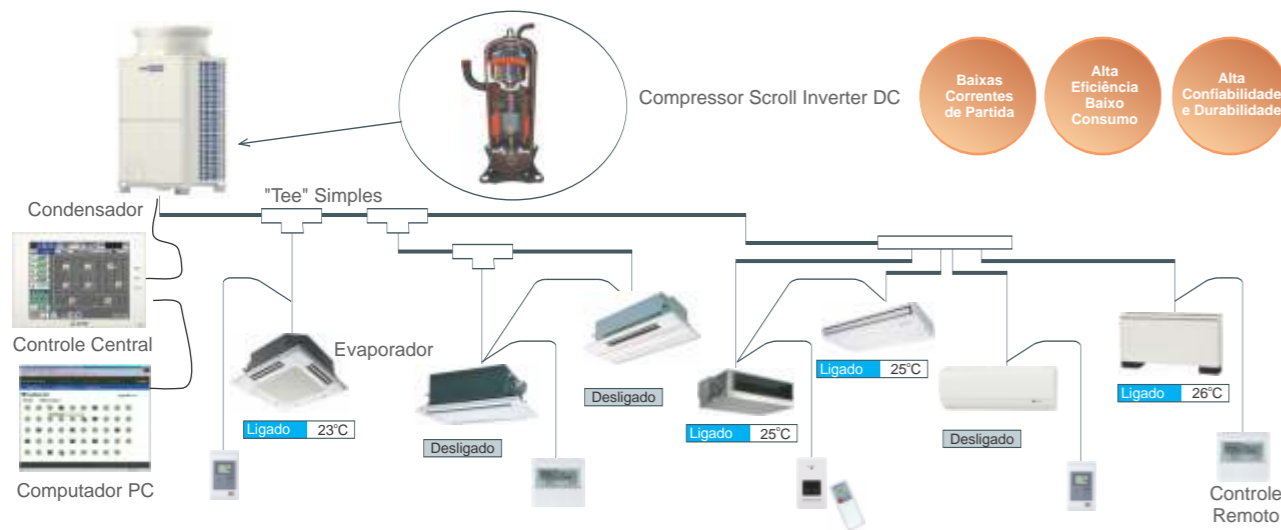 Compressor Scroll Inverter DC
Baixas
Correntes
de Partida
Alta
Eficiência
Baixo
Consumo
Alta
Confiabilidade
e Durabilidade
"Tee" Simples
Condensador
Controle Central
Computador PC
Evaporador
Ligado 23°C
Desligado
Desligado
Ligado 25°C
Ligado 25°C
Desligado
Ligado 26°C
Controle
Remoto